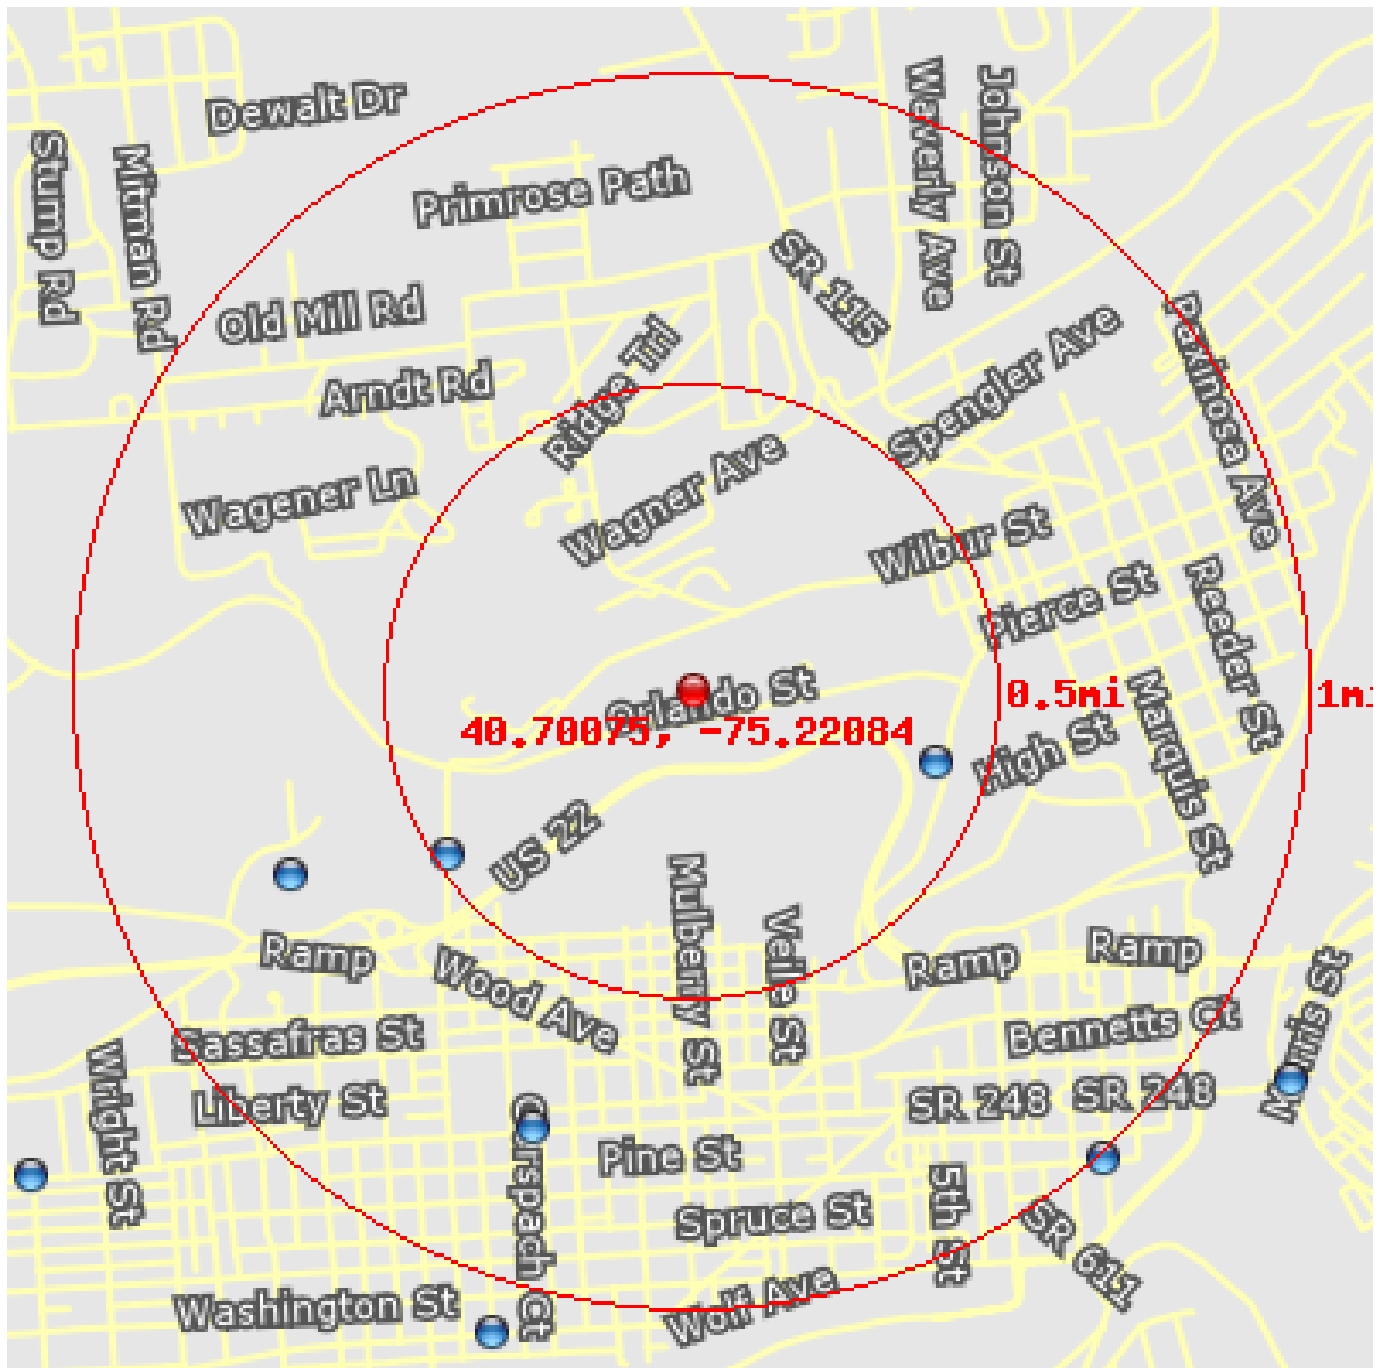 Dewalt Dr
Stump Rd
Mitman Rd
Waverly Ave
Johnson St
Primrose Path
SR 115
Old Mill Rd
Ridge Trl
Arndt Rd
Spengler Ave
Paxinosa Ave
Wagener Ln
Wagner Ave
Wilbur St
Pierce St
Reeder St
Orlando St
40.70075, -75.22084
0.5mi
1mi
High St
Marquis St
US 22
Mulberry St
Veile St
Ramp
Wood Ave
Ramp
Ramp
Sassafras St
Bennetts Ct
Morris St
Wright St
Liberty St
SR 248
SR 248
Pine St
Spruce St
5th St
SR 611
Washington St
Wolf Ave